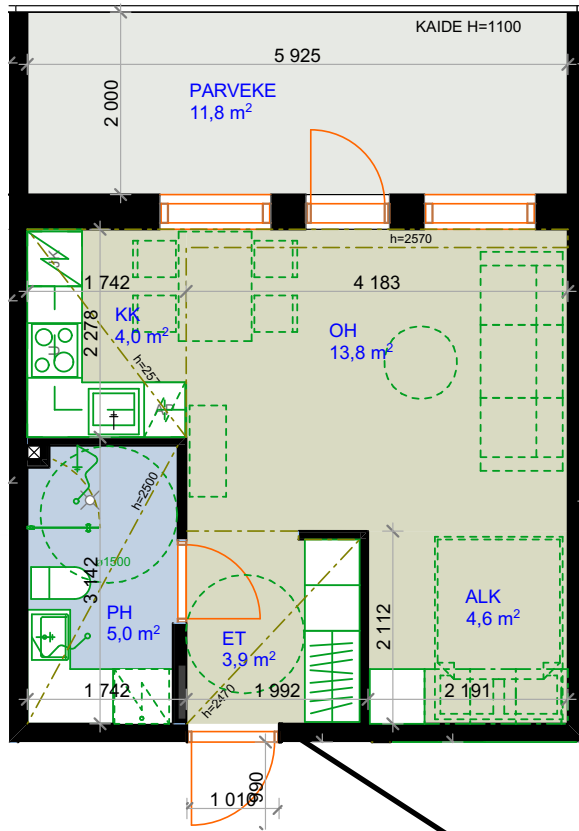 KAIDE H=1100
5 925
2 000
PARVEKE
11,8 m²
h=2570
1 742
4 183
KK
4,0 m²
2 278
OH
13,8 m²
h=2500
1500
3 142
PH
5,0 m²
ET
3,9 m²
h=2470
2 112
ALK
4,6 m²
1 742
1 992
2 191
1 010
990